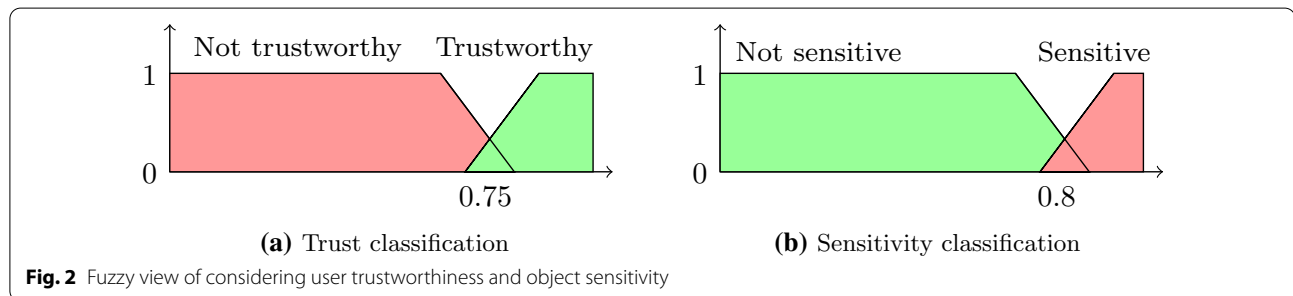 Not trustworthy Trustworthy
1
0
0.75
(a) Trust classification
Not sensitive Sensitive
1
0
0.8
(b) Sensitivity classification
Fig. 2 Fuzzy view of considering user trustworthiness and object sensitivity